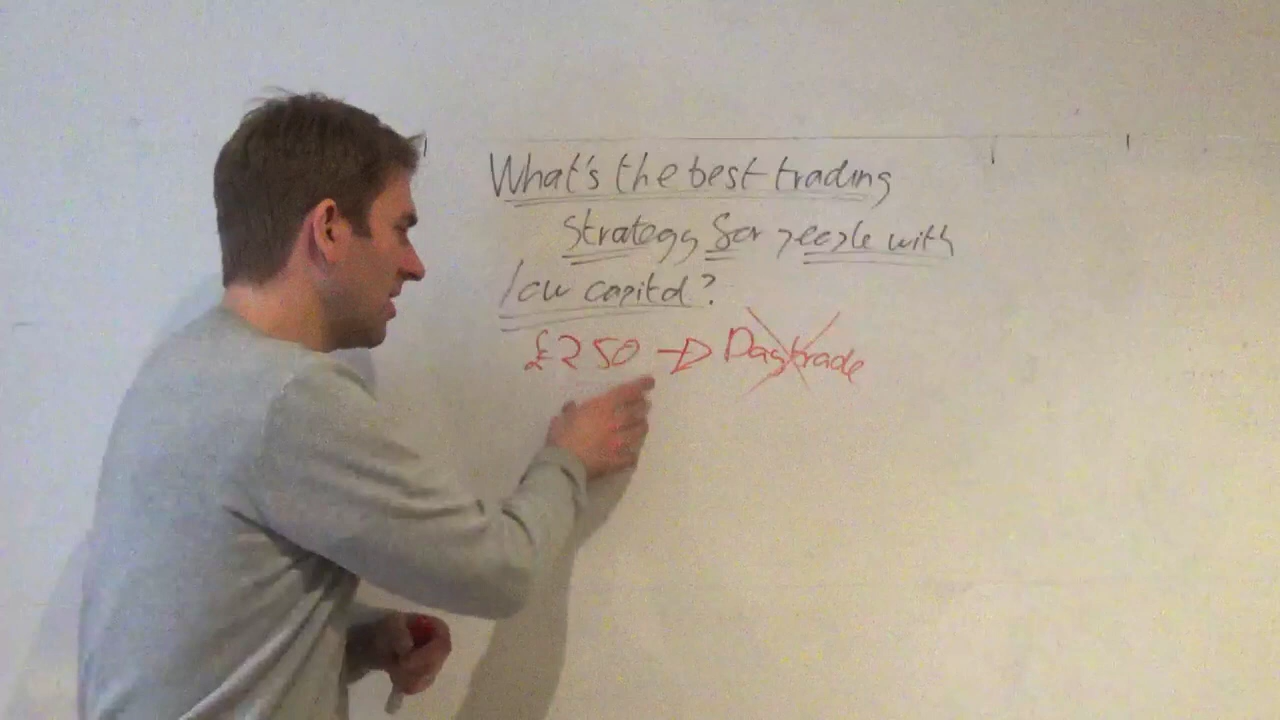 What's the best trading
strategy for people with
low capital?
£250 → Daytrade